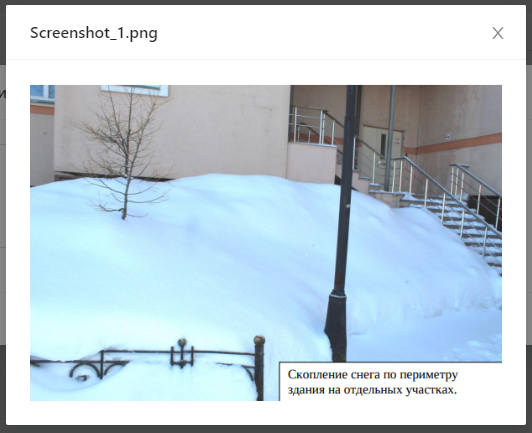 Screenshot_1.png
Скопление снега по периметру
здания на отдельных участках.